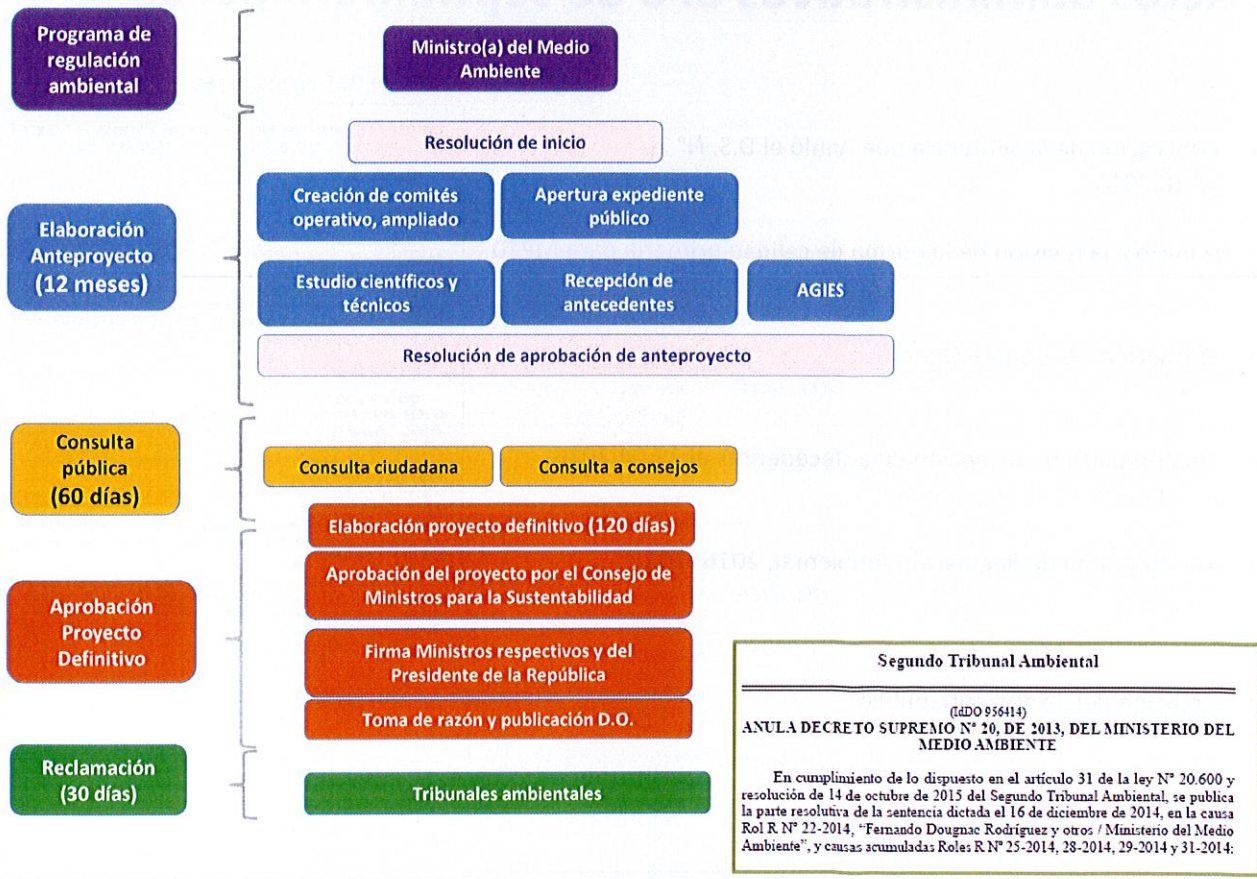 Programa de
regulación
ambiental
Ministro(a) del Medio
Ambiente
Elaboración
Anteproyecto
(12 meses)
Resolución de inicio
Creación de comités
operativo, ampliado
Apertura expediente
público
Estudio científicos y
técnicos
Recepción de
antecedentes
AGIES
Resolución de aprobación de anteproyecto
Consulta
pública
(60 días)
Consulta ciudadana
Consulta a consejos
Aprobación
Proyecto
Definitivo
Elaboración proyecto definitivo (120 días)
Aprobación del proyecto por el Consejo de
Ministros para la Sustentabilidad
Firma Ministros respectivos y del
Presidente de la República
Toma de razón y publicación D.O.
Reclamación
(30 días)
Tribunales ambientales
Segundo Tribunal Ambiental
(IdDO 956414)
ANULA DECRETO SUPREMO Nº 20, DE 2013, DEL MINISTERIO DEL
MEDIO AMBIENTE
En cumplimiento de lo dispuesto en el artículo 31 de la ley Nº 20.600 y
resolución de 14 de octubre de 2015 del Segundo Tribunal Ambiental, se publica
la parte resolutiva de la sentencia dictada el 16 de diciembre de 2014, en la causa
Rol R Nº 22-2014, "Fernando Dougnac Rodríguez y otros / Ministerio del Medio
Ambiente", y causas acumuladas Roles R Nº 25-2014, 28-2014, 29-2014 y 31-2014: